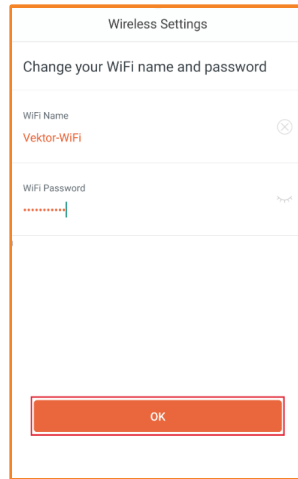 Wireless Settings
Change your WiFi name and password
WiFi Name
Vektor-WiFi
WiFi Password
•••••••••••
OK